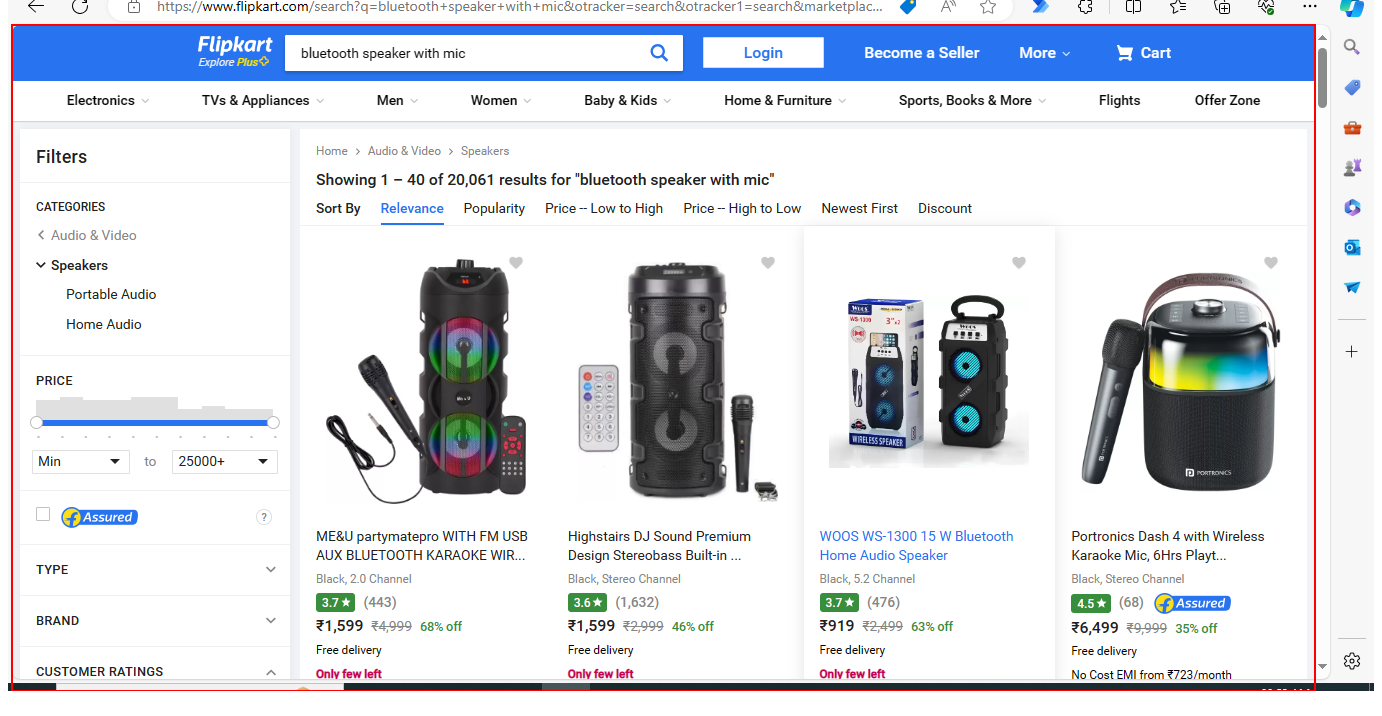 https://www.flipkart.com/search?q=bluetooth+speaker+with+mic&otracker=search&otracker1=search&marketplac...
Flipkart
Explore Plus
bluetooth speaker with mic
Login
Become a Seller
More
Cart
Electronics
TVs & Appliances
Men
Women
Baby & Kids
Home & Furniture
Sports, Books & More
Flights
Offer Zone
Filters
CATEGORIES
Audio & Video
Speakers
Portable Audio
Home Audio
PRICE
Min
to
25000+
Assured
?
TYPE
BRAND
CUSTOMER RATINGS
Home > Audio & Video > Speakers
Showing 1 – 40 of 20,061 results for "bluetooth speaker with mic"
Sort By Relevance Popularity Price -- Low to High Price -- High to Low Newest First Discount
ME&U partymatepro WITH FM USB
AUX BLUETOOTH KARAOKE WIR...
Black, 2.0 Channel
3.7★ (443)
₹1,599 ₹4,999 68% off
Free delivery
Only few left
Highstairs DJ Sound Premium
Design Stereobass Built-in ...
Black, Stereo Channel
3.6★ (1,632)
₹1,599 ₹2,999 46% off
Free delivery
Only few left
WOOS
WS-1300
3"x2
WIRELESS SPEAKER
WOOS
WOOS WS-1300 15 W Bluetooth
Home Audio Speaker
Black, 5.2 Channel
3.7★ (476)
₹919 ₹2,499 63% off
Free delivery
Only few left
PORTRONICS
Portronics Dash 4 with Wireless
Karaoke Mic, 6Hrs Playt...
Black, Stereo Channel
4.5★ (68) Assured
₹6,499 ₹9,999 35% off
Free delivery
No Cost EMI from ₹723/month